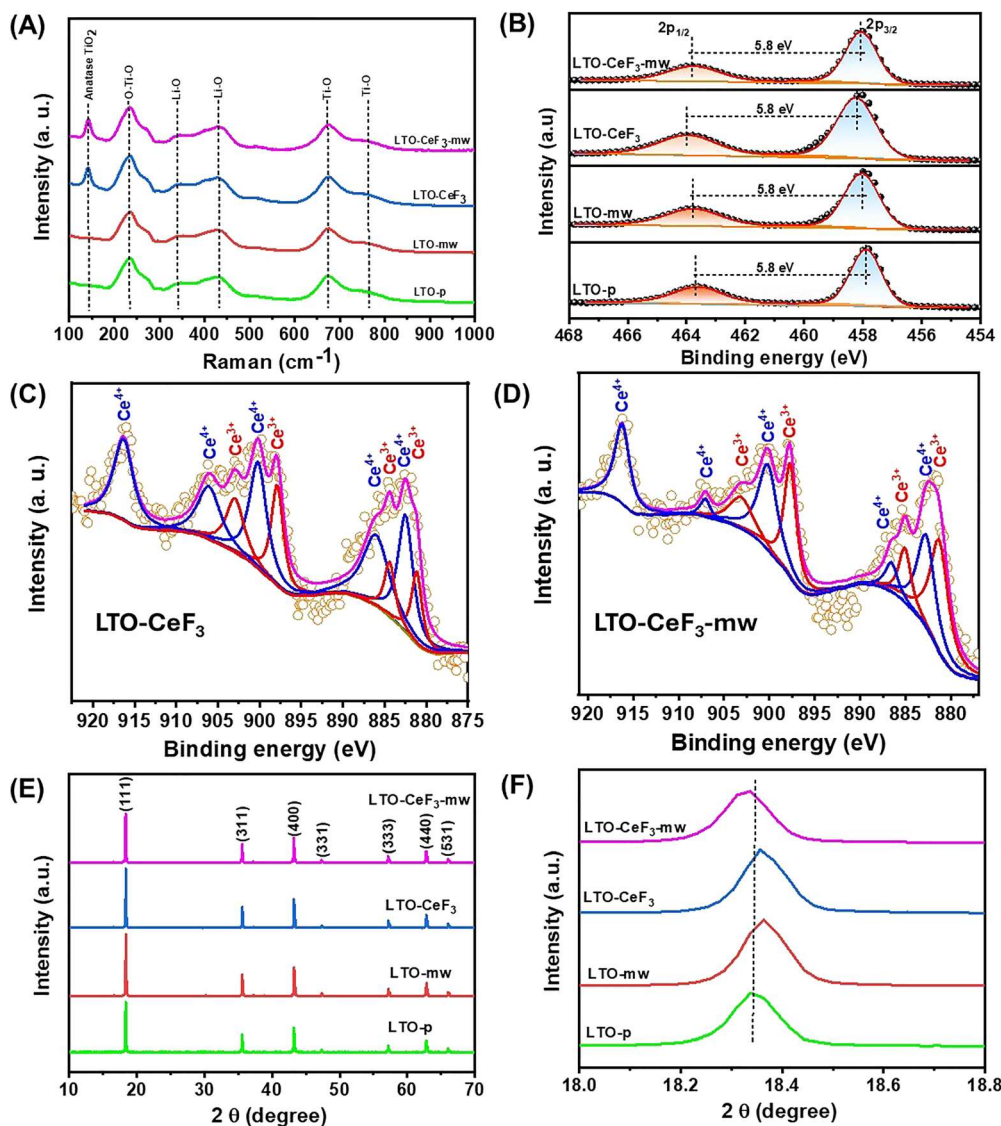 (A)
Intensity (a. u.)
Anatase TiO2
O-Ti-O
Li-O
Li-O
Ti-O
Ti-O
LTO-CeF3-mw
LTO-CeF3
LTO-mw
LTO-p
100 200 300 400 500 600 700 800 900 1000
Raman (cm-1)
(B)
Intensity (a.u)
2p1/2
2p3/2
5.8 eV
LTO-CeF3-mw
5.8 eV
LTO-CeF3
5.8 eV
LTO-mw
5.8 eV
LTO-p
468 466 464 462 460 458 456 454
Binding energy (eV)
(C)
Intensity (a. u.)
Ce4+
Ce4+
Ce3+
Ce4+
Ce3+
Ce4+
Ce3+
Ce4+
Ce3+
LTO-CeF3
920 915 910 905 900 895 890 885 880 875
Binding energy (eV)
(D)
Intensity (a. u.)
Ce4+
Ce4+
Ce3+
Ce4+
Ce3+
Ce4+
Ce3+
Ce4+
Ce3+
LTO-CeF3-mw
920 915 910 905 900 895 890 885 880
Binding energy (eV)
(E)
Intensity (a.u.)
(111)
(311)
(400)
(331)
(333)
(440)
(531)
LTO-CeF3-mw
LTO-CeF3
LTO-mw
LTO-p
10 20 30 40 50 60 70
2 θ (degree)
(F)
Intensity (a.u.)
LTO-CeF3-mw
LTO-CeF3
LTO-mw
LTO-p
18.0 18.2 18.4 18.6 18.8
2 θ (degree)